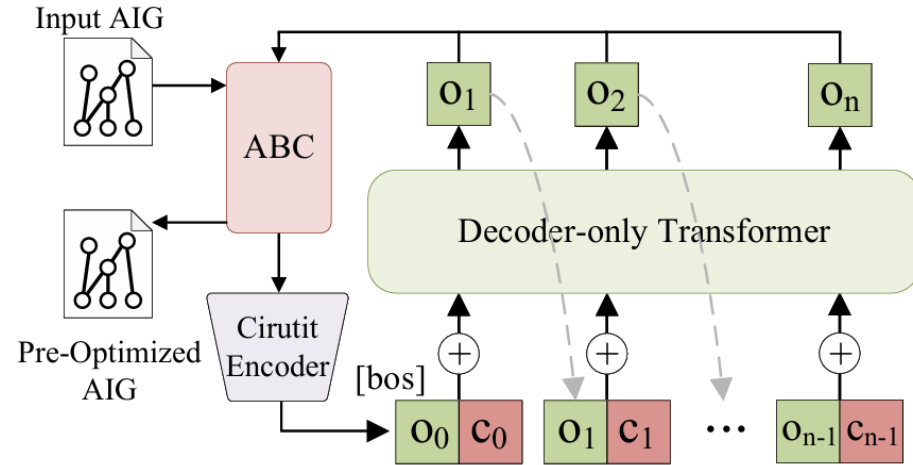 Input AIG
ABC
Pre-Optimized
AIG
Cirutit
Encoder
[bos]
o1 o2 on
Decoder-only Transformer
+ + +
o0 c0 o1 c1 ... on-1 cn-1